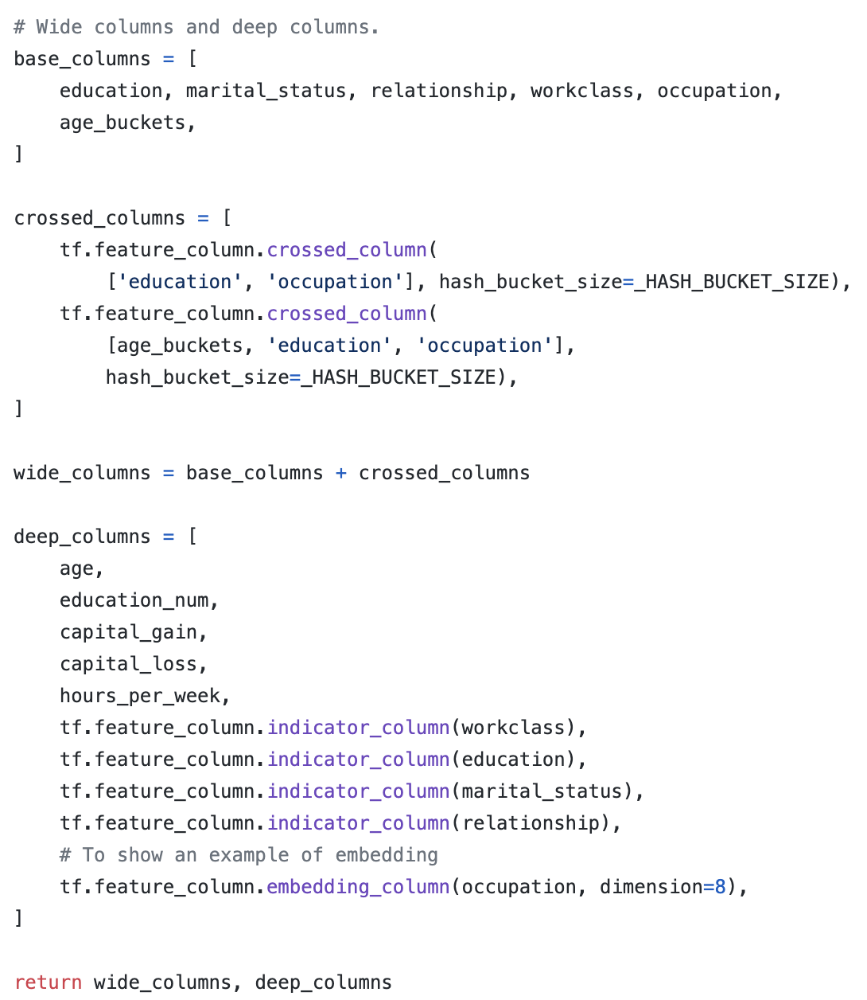 # Wide columns and deep columns.
base_columns = [
    education, marital_status, relationship, workclass, occupation,
    age_buckets,
]

crossed_columns = [
    tf.feature_column.crossed_column(
        ['education', 'occupation'], hash_bucket_size=_HASH_BUCKET_SIZE),
    tf.feature_column.crossed_column(
        [age_buckets, 'education', 'occupation'],
        hash_bucket_size=_HASH_BUCKET_SIZE),
]

wide_columns = base_columns + crossed_columns

deep_columns = [
    age,
    education_num,
    capital_gain,
    capital_loss,
    hours_per_week,
    tf.feature_column.indicator_column(workclass),
    tf.feature_column.indicator_column(education),
    tf.feature_column.indicator_column(marital_status),
    tf.feature_column.indicator_column(relationship),
    # To show an example of embedding
    tf.feature_column.embedding_column(occupation, dimension=8),
]

return wide_columns, deep_columns